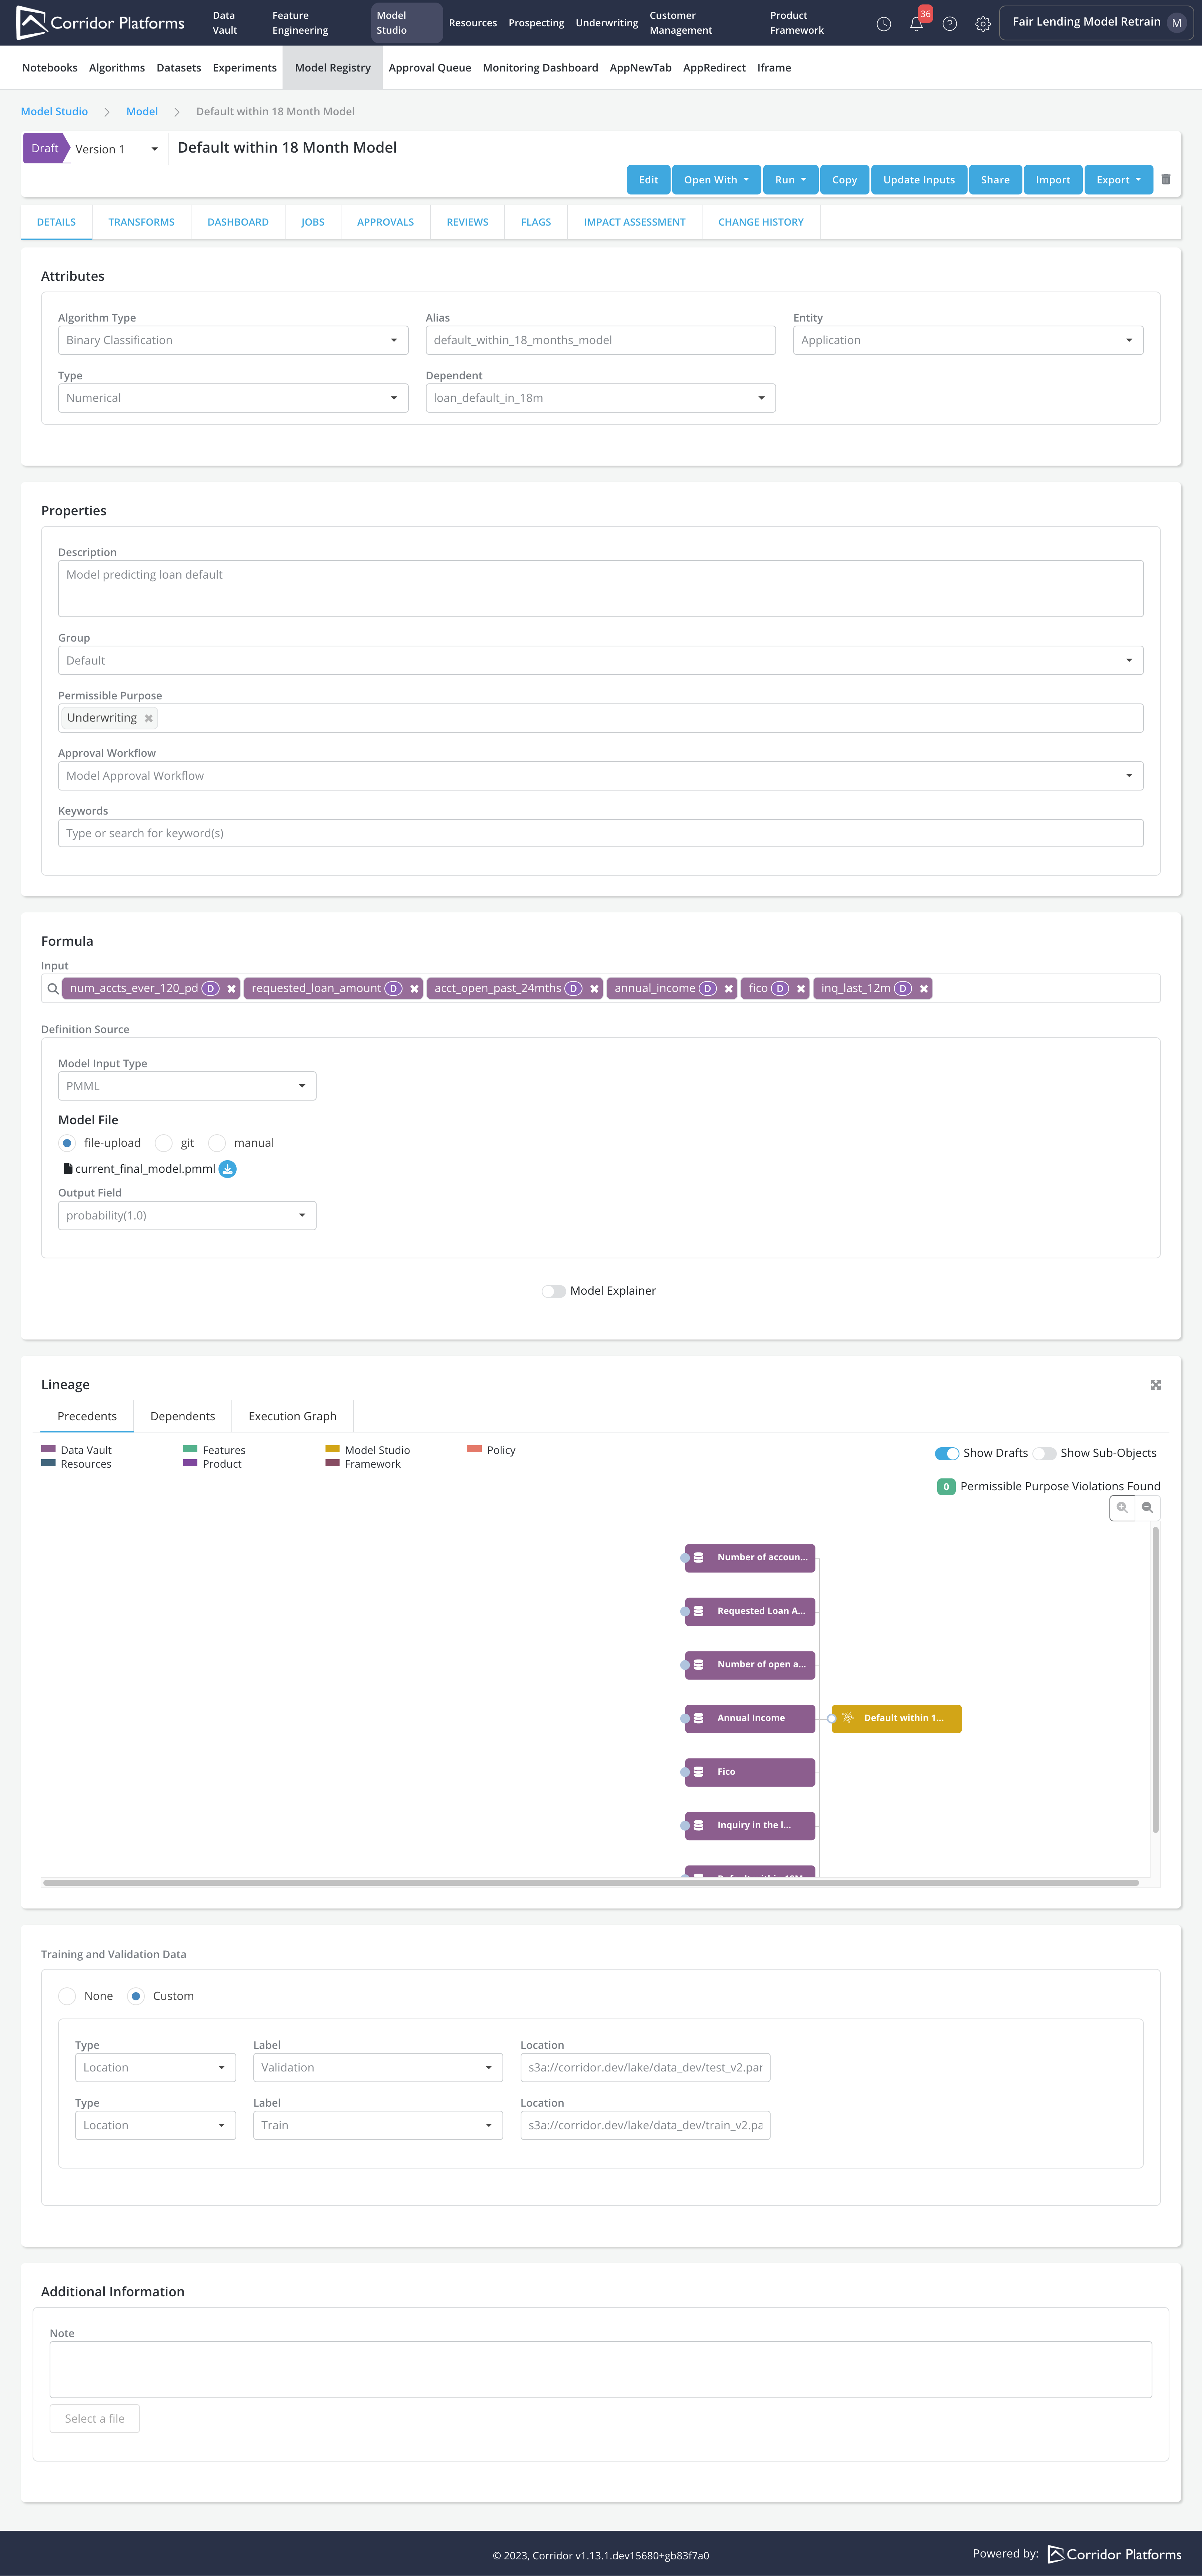 Corridor Platforms
Data Vault
Feature Engineering
Model Studio
Resources
Prospecting
Underwriting
Customer Management
Product Framework
36
Fair Lending Model Retrain M
Notebooks Algorithms Datasets Experiments Model Registry Approval Queue Monitoring Dashboard AppNewTab AppRedirect Iframe
Model Studio > Model > Default within 18 Month Model
Draft Version 1 Default within 18 Month Model
Edit Open With Run Copy Update Inputs Share Import Export
DETAILS TRANSFORMS DASHBOARD JOBS APPROVALS REVIEWS FLAGS IMPACT ASSESSMENT CHANGE HISTORY
Attributes
Algorithm Type Alias Entity
Binary Classification default_within_18_months_model Application
Type Dependent
Numerical loan_default_in_18m
Properties
Description
Model predicting loan default
Group
Default
Permissible Purpose
Underwriting
Approval Workflow
Model Approval Workflow
Keywords
Type or search for keyword(s)
Formula
Input
num_accts_ever_120_pd D requested_loan_amount D acct_open_past_24mths D annual_income D fico D inq_last_12m D
Definition Source
Model Input Type
PMML
Model File
file-upload git manual
current_final_model.pmml
Output Field
probability(1.0)
Model Explainer
Lineage
Precedents Dependents Execution Graph
Data Vault Features Model Studio Policy
Resources Product Framework
Show Drafts Show Sub-Objects
0 Permissible Purpose Violations Found
Number of accoun...
Requested Loan A...
Number of open a...
Annual Income Default within 1...
Fico
Inquiry in the l...
Training and Validation Data
None Custom
Type Label Location
Location Validation s3a://corridor.dev/lake/data_dev/test_v2.par
Type Label Location
Location Train s3a://corridor.dev/lake/data_dev/train_v2.pa
Additional Information
Note
Select a file
© 2023, Corridor v1.13.1.dev15680+gb83f7a0
Powered by: Corridor Platforms